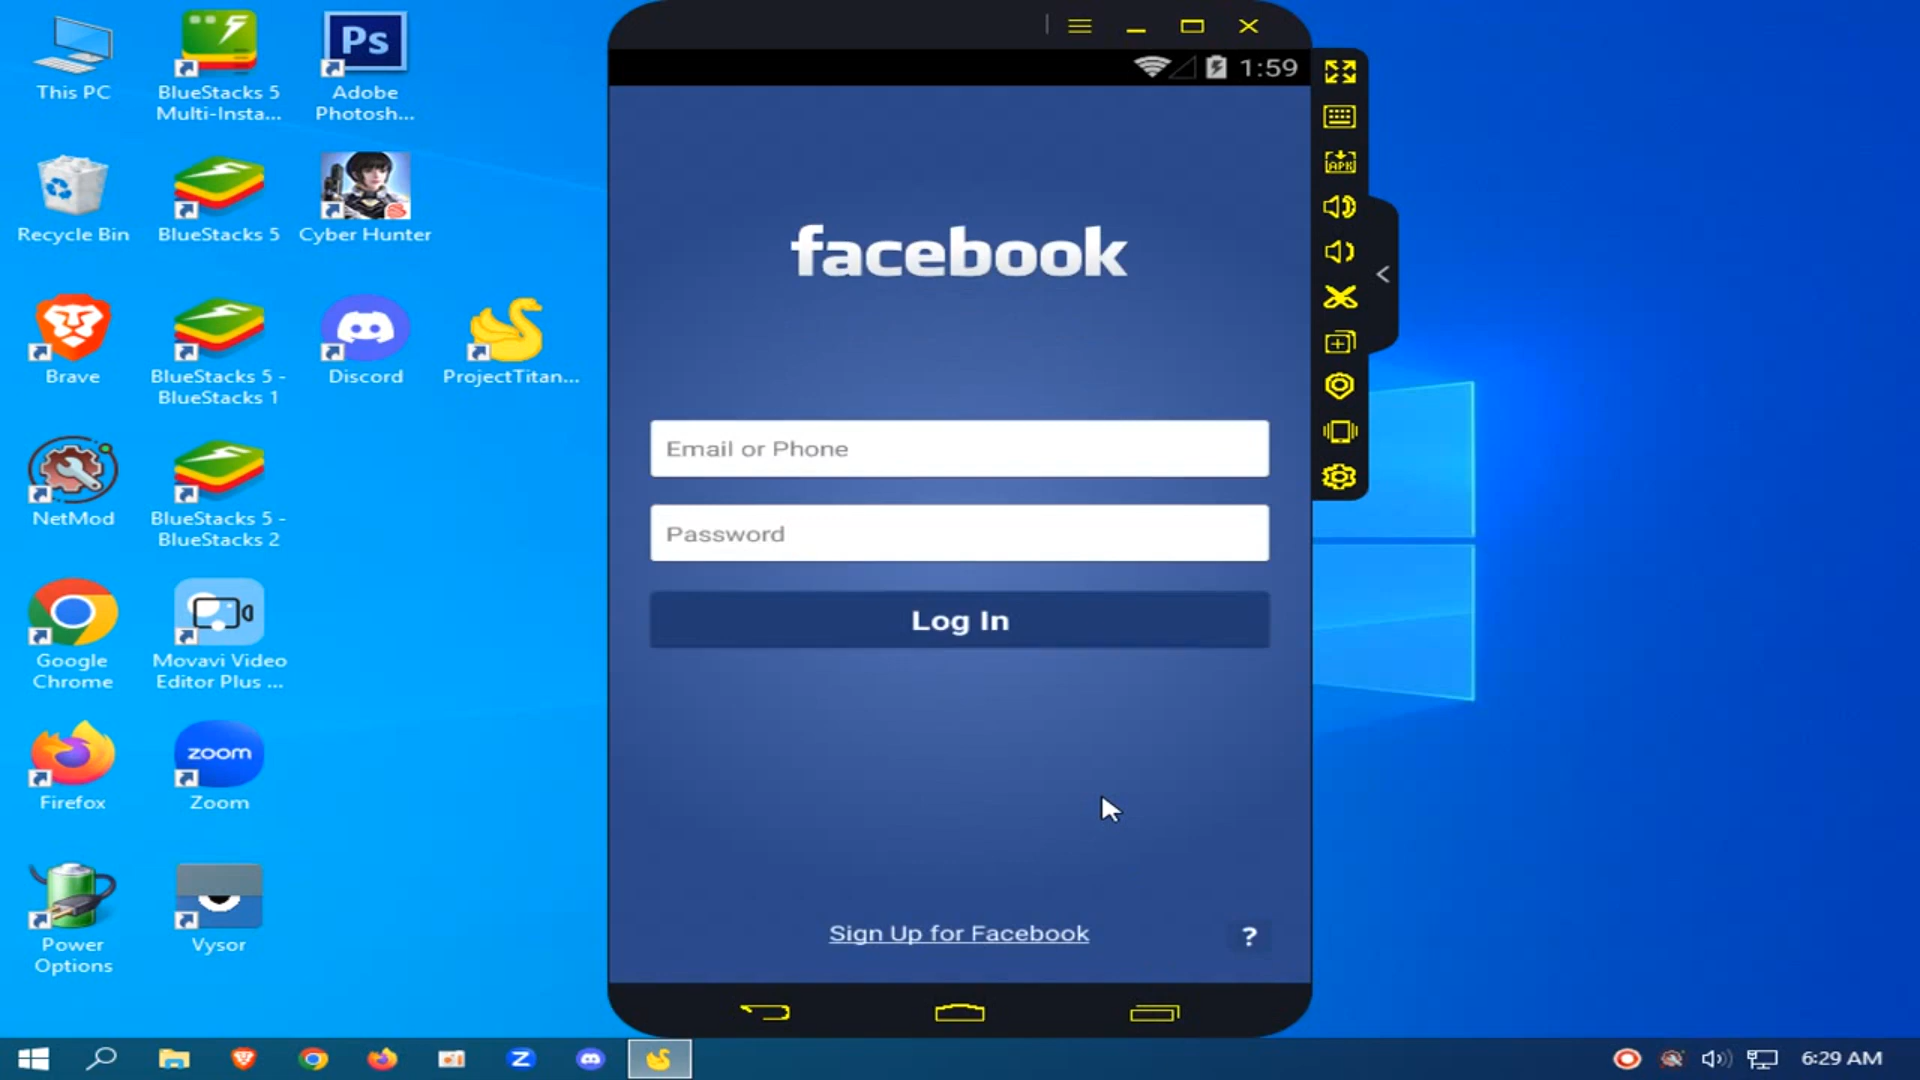 This PC
BlueStacks 5
Multi-Insta...
Ps
Adobe
Photosh...
Recycle Bin
BlueStacks 5
Cyber Hunter
Brave
BlueStacks 5 -
BlueStacks 1
Discord
ProjectTitan...
NetMod
BlueStacks 5 -
BlueStacks 2
Google
Chrome
Movavi Video
Editor Plus ...
Firefox
zoom
Zoom
Power
Options
Vysor
1:59
facebook
Email or Phone
Password
Log In
Sign Up for Facebook
?
APK
Z
6:29 AM